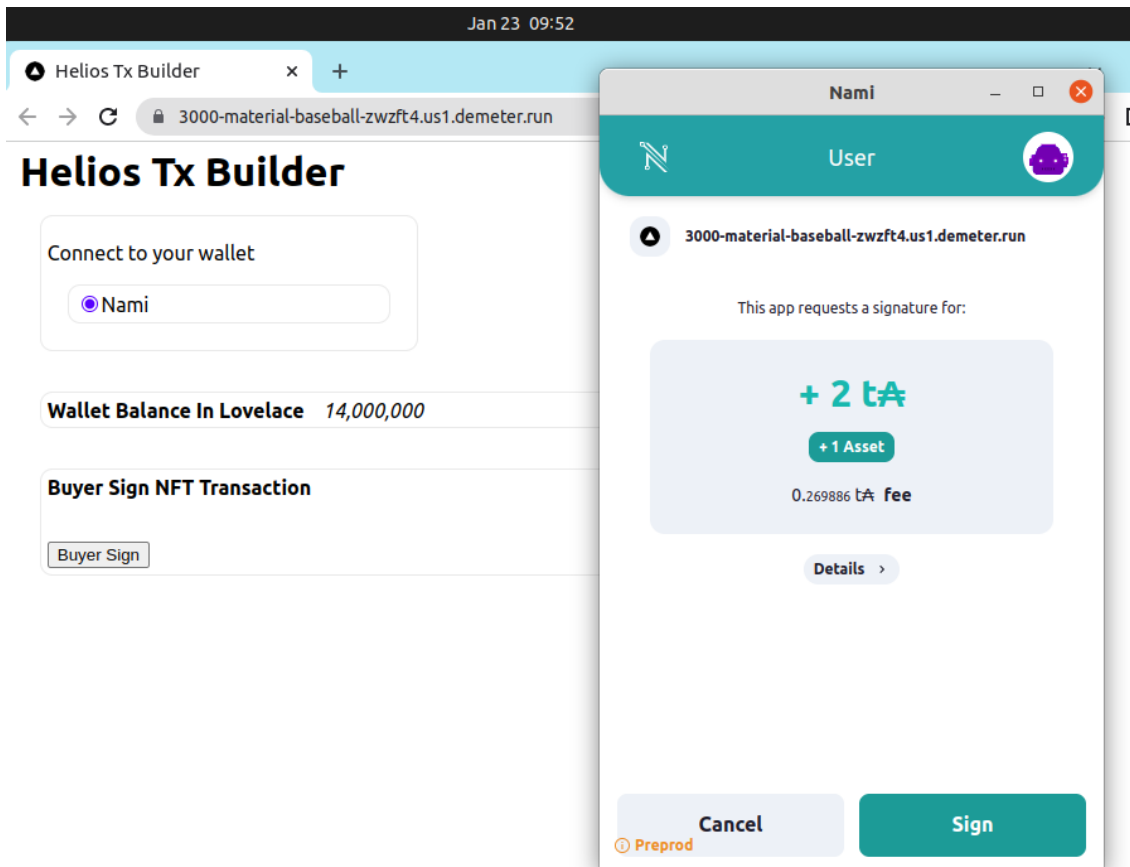 Jan 23 09:52
Helios Tx Builder
3000-material-baseball-zwzft4.us1.demeter.run
Helios Tx Builder
Connect to your wallet
Nami
Wallet Balance In Lovelace 14,000,000
Buyer Sign NFT Transaction
Buyer Sign
Nami
User
3000-material-baseball-zwzft4.us1.demeter.run
This app requests a signature for:
+ 2 t₳
+ 1 Asset
0.269886 t₳ fee
Details
Cancel
Sign
Preprod